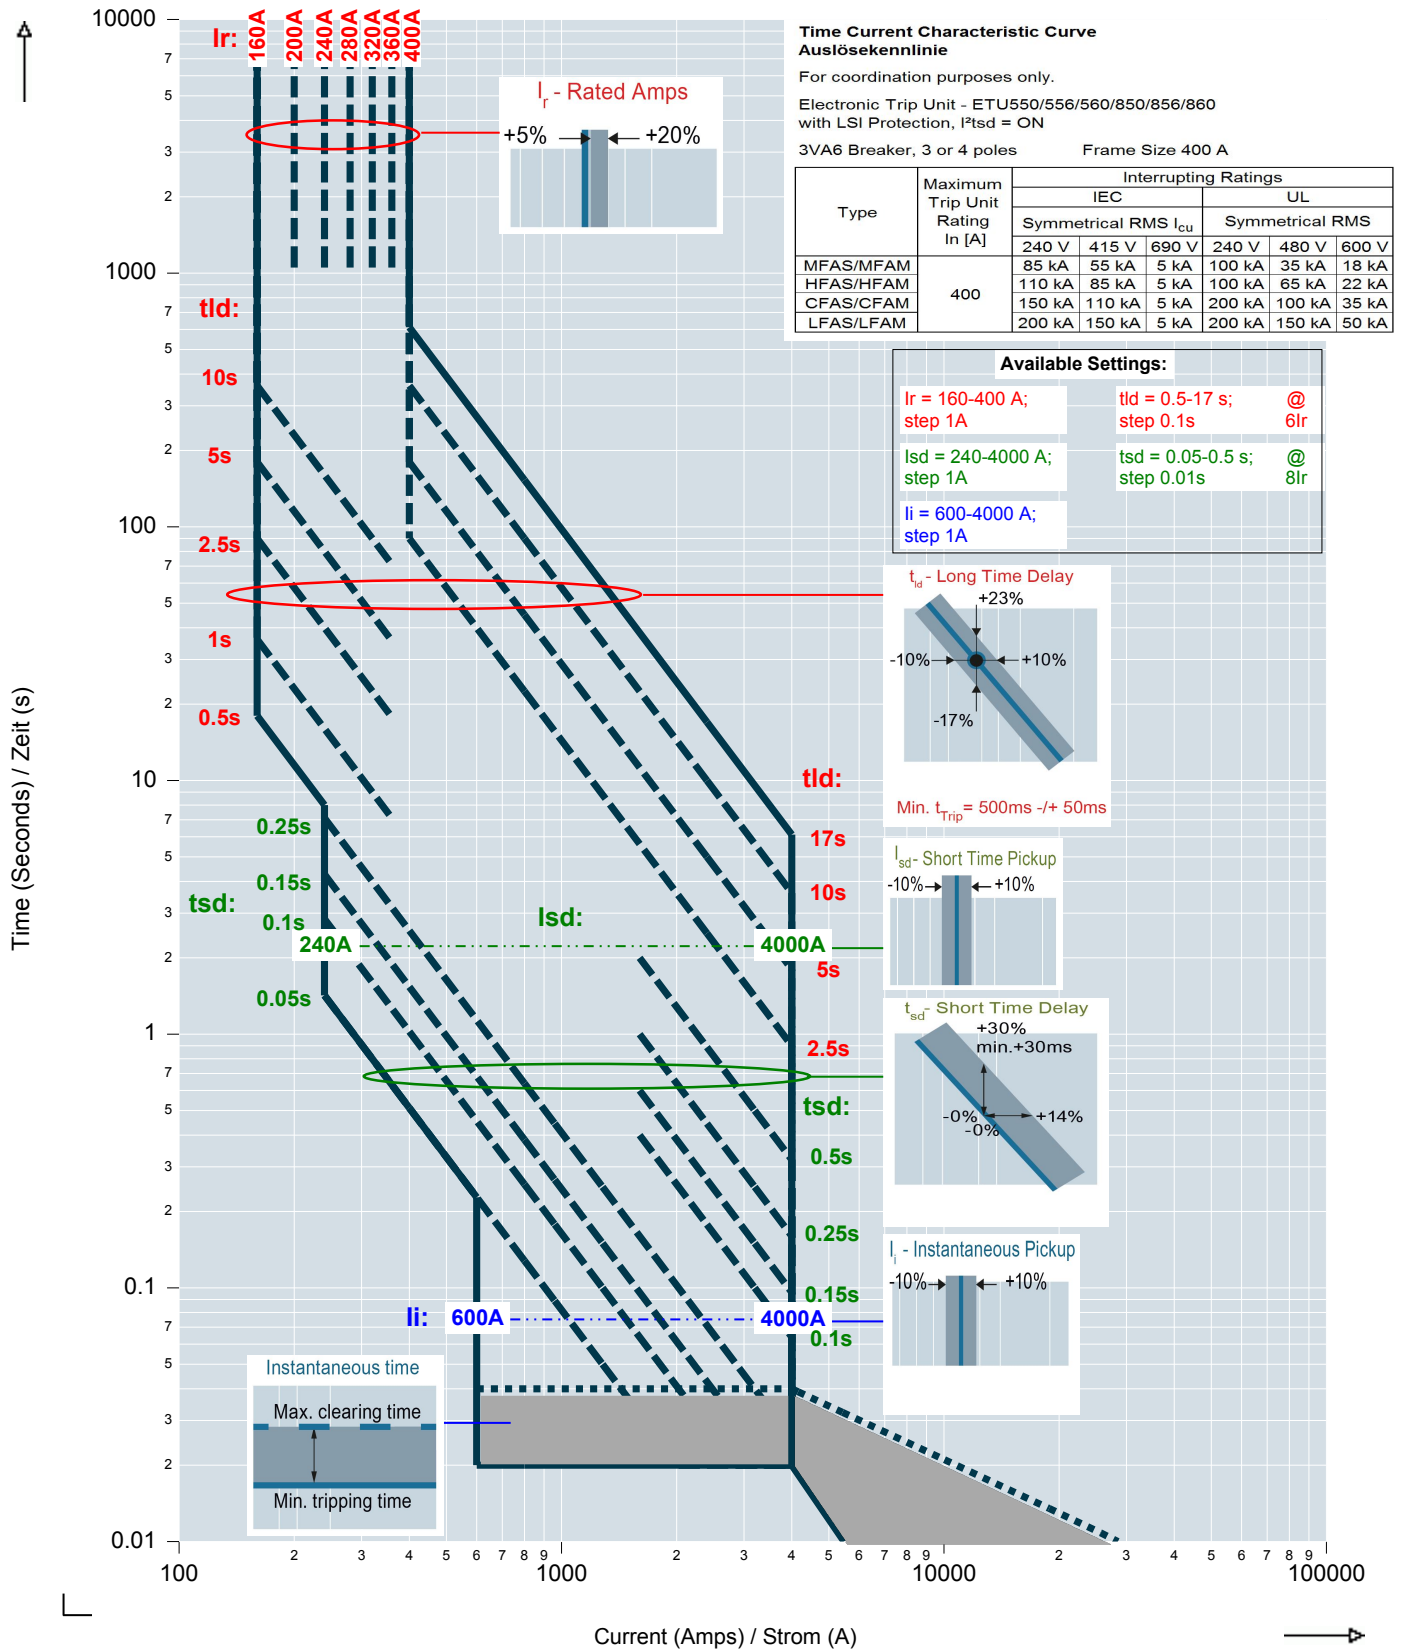 Time Current Characteristic Curve
Auslösekennlinie
For coordination purposes only.
Electronic Trip Unit - ETU550/556/560/850/856/860
with LSI Protection, I²tsd = ON
3VA6 Breaker, 3 or 4 poles Frame Size 400 A
Type Maximum Trip Unit Rating In [A] Interrupting Ratings
IEC UL
Symmetrical RMS Icu Symmetrical RMS
240 V 415 V 690 V 240 V 480 V 600 V
MFAS/MFAM 400 85 kA 55 kA 5 kA 100 kA 35 kA 18 kA
HFAS/HFAM 110 kA 85 kA 5 kA 100 kA 65 kA 22 kA
CFAS/CFAM 150 kA 110 kA 5 kA 200 kA 100 kA 35 kA
LFAS/LFAM 200 kA 150 kA 5 kA 200 kA 150 kA 50 kA
Available Settings:
Ir = 160-400 A; tld = 0.5-17 s; @
step 1A step 0.1s 6Ir
Isd = 240-4000 A; tsd = 0.05-0.5 s; @
step 1A step 0.01s 8Ir
Ii = 600-4000 A;
step 1A
Ir: 160A 200A 240A 280A 320A 360A 400A
Ir - Rated Amps
+5% +20%
tld:
10s
5s
2.5s
1s
0.5s
tld - Long Time Delay
+23%
-10% +10%
-17%
Min. tTrip= 500ms -/+ 50ms
tld:
17s
10s
5s
2.5s
tsd:
0.25s
0.15s
0.1s
0.05s
Isd:
240A 4000A
Isd- Short Time Pickup
-10% +10%
tsd- Short Time Delay
+30%
min.+30ms
-0% +14%
-0%
tsd:
0.5s
0.25s
0.15s
0.1s
Ii - Instantaneous Pickup
-10% +10%
Ii: 600A 4000A
Instantaneous time
Max. clearing time
Min. tripping time
Time (Seconds) / Zeit (s)
10000
7
5
3
2
1000
7
5
3
2
100
7
5
3
2
10
7
5
3
2
1
7
5
3
2
0.1
7
5
3
2
0.01
2 3 4 5 6 7 8 9 2 3 4 5 6 7 8 9 2 3 4 5 6 7 8 9
100 1000 10000 100000
Current (Amps) / Strom (A)